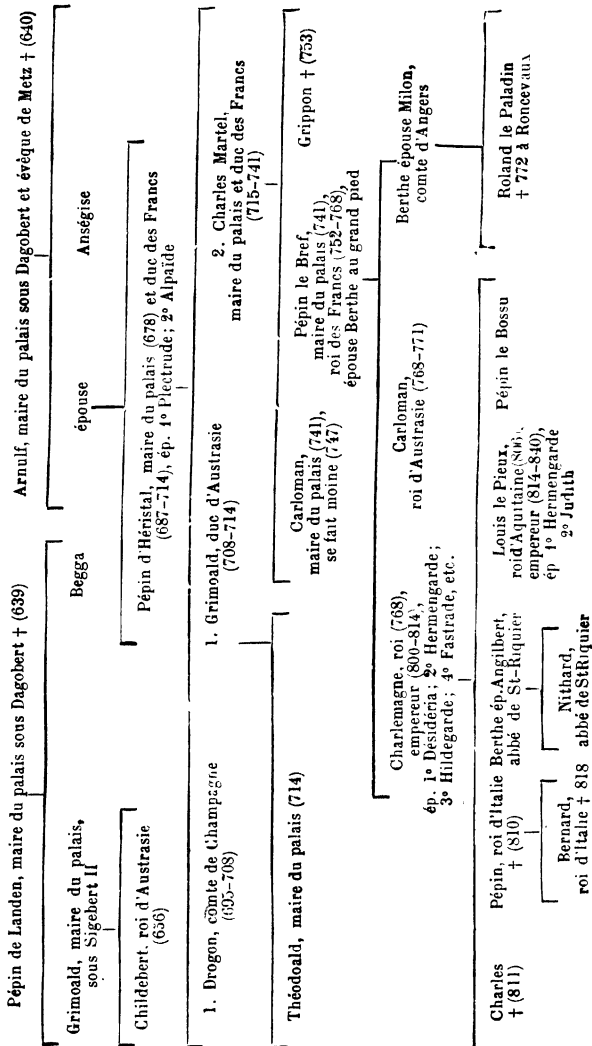 Pépin de Landen, maire du palais sous Dagobert † (639)
Arnulf, maire du palais sous Dagobert et évêque de Metz † (640)
Grimoald, maire du palais,
sous Sigebert II
Begga
épouse
Anségise
Childebert, roi d'Austrasie
(656)
Pépin d'Héristal, maire du palais (678) et duc des Francs
(687-714), ép. 1° Plectrude; 2° Alpaïde
1. Drogon, comte de Champagne
(695-708)
1. Grimoald, duc d'Austrasie
(708-714)
2. Charles Martel,
maire du palais et duc des Francs
(715-741)
Théodoald, maire du palais (714)
Carloman,
maire du palais (741),
se fait moine (747)
Pépin le Bref,
maire du palais (741),
roi des Francs (752-768),
épouse Berthe au grand pied
Grippon † (753)
Charlemagne, roi (768),
empereur (800-814),
ép. 1° Désidéria; 2° Hermengarde;
3° Hildegarde; 4° Fastrade, etc.
Carloman,
roi d'Austrasie (768-771)
Berthe épouse Milon,
comte d'Angers
Charles
† (811)
Pépin, roi d'Italie
† (810)
Berthe ép. Angilbert,
abbé de St-Riquier
Louis le Pieux,
roi d'Aquitaine (806),
empereur (814-840),
ép 1° Hermengarde
2° Judith
Pépin le Bossu
Roland le Paladin
† 772 à Roncevaux
Bernard,
roi d'Italie † 818
Nithard,
abbé de St Riquier